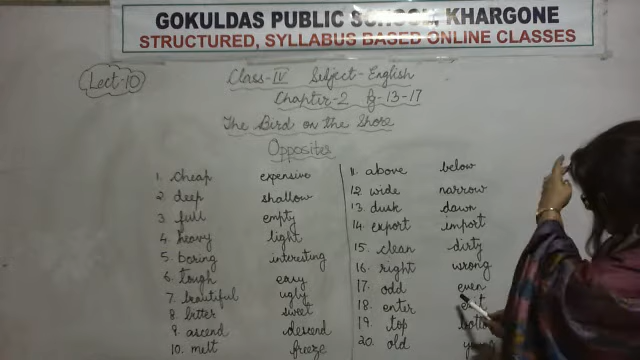 GOKULDAS PUBLIC SCHOOL, KHARGONE
STRUCTURED, SYLLABUS BASED ONLINE CLASSES
Lect-10
Class-IV Subject-English
Chapter-2 Pg-13-17
The Bird on the Shore
Opposites
1. cheap expensive
2. deep shallow
3. full empty
4. heavy light
5. boring interesting
6. tough easy
7. beautiful ugly
8. bitter sweet
9. ascend descend
10. melt freeze
11. above below
12. wide narrow
13. dusk dawn
14. export import
15. clean dirty
16. right wrong
17. odd even
18. enter exit
19. top
20. old